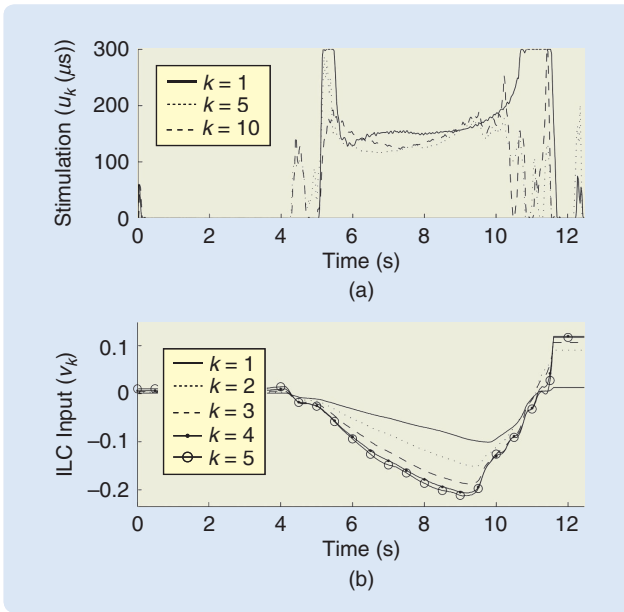 Stimulation (u_k (μs))
300
200
100
0
k = 1
k = 5
k = 10
0 2 4 6 8 10 12
Time (s)
(a)
ILC Input (v_k)
0.1
0
–0.1
–0.2
k = 1
k = 2
k = 3
k = 4
k = 5
0 2 4 6 8 10 12
Time (s)
(b)